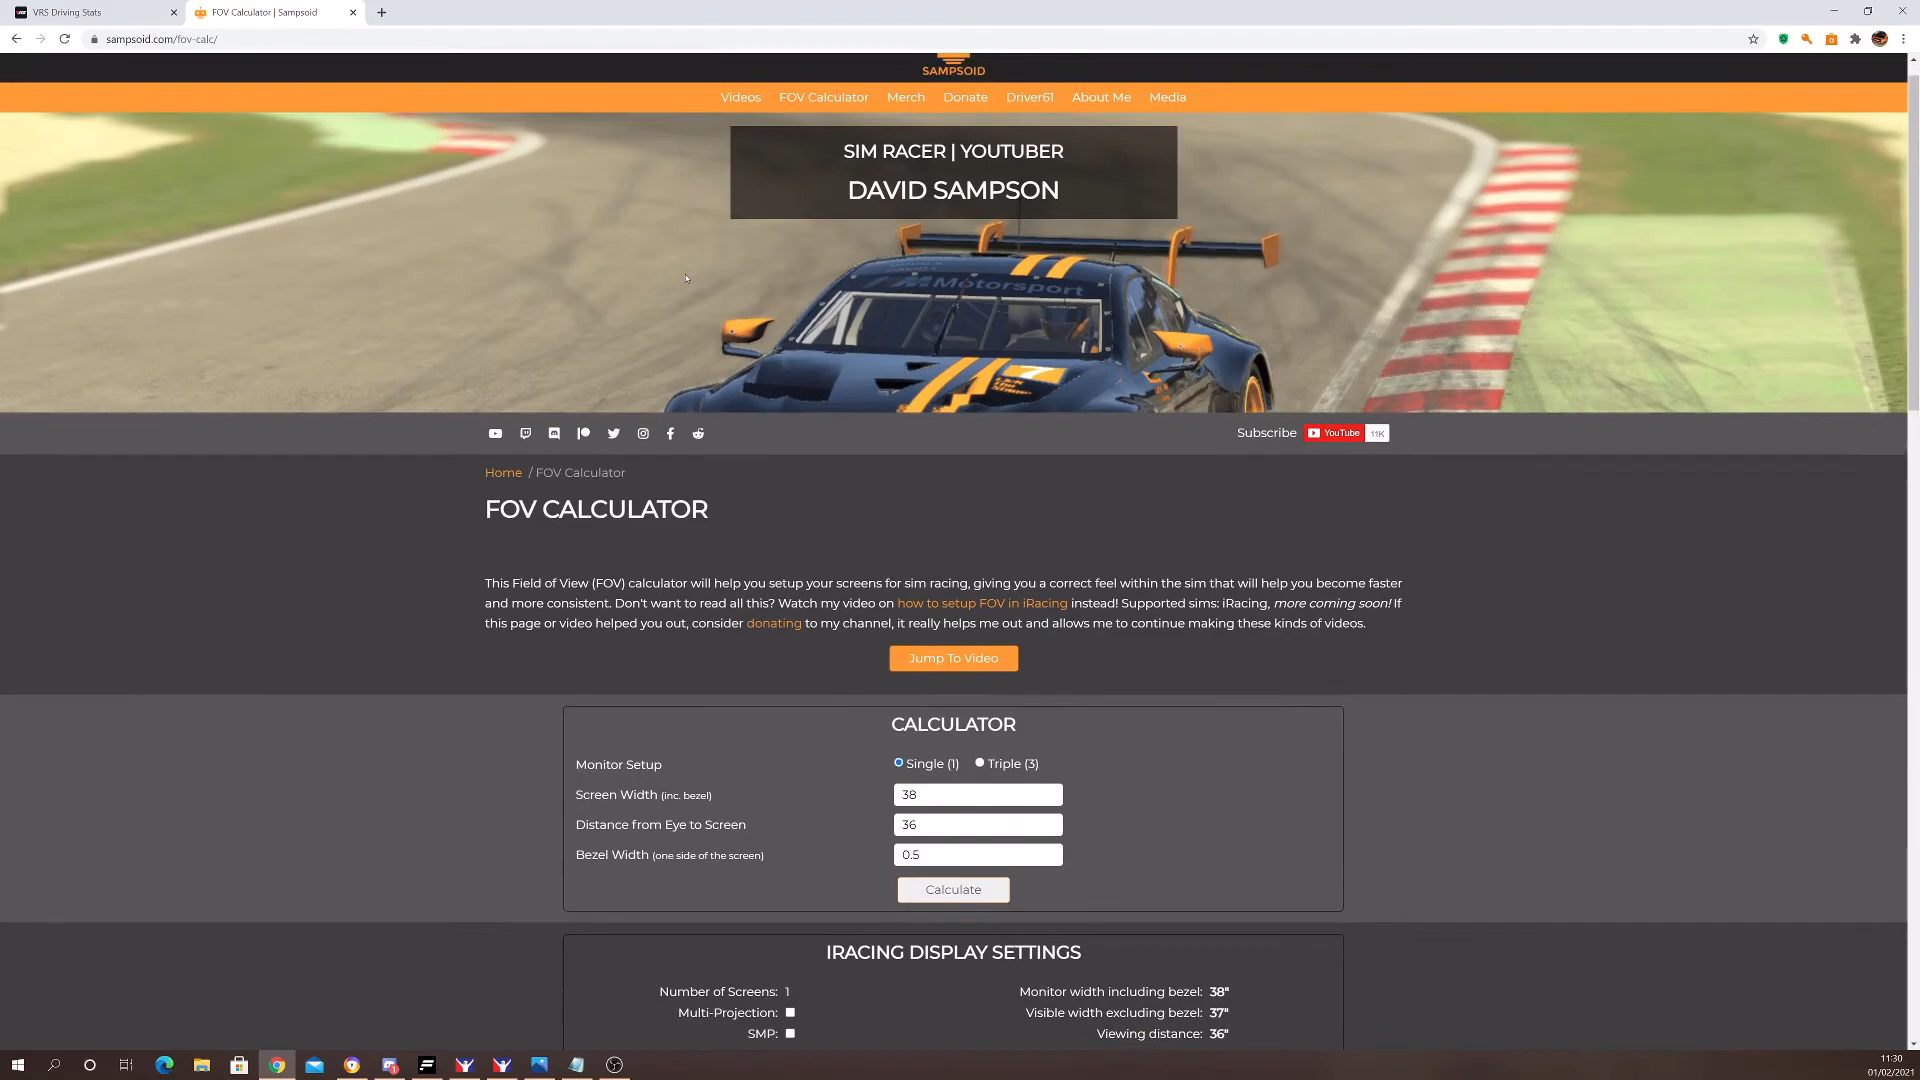 VRS Driving Stats
FOV Calculator | Sampsoid
sampsoid.com/fov-calc/
SAMPSOID
Videos FOV Calculator Merch Donate Driver61 About Me Media
SIM RACER | YOUTUBER
DAVID SAMPSON
Motorsport
7
Subscribe YouTube 11K
Home / FOV Calculator
FOV CALCULATOR
This Field of View (FOV) calculator will help you setup your screens for sim racing, giving you a correct feel within the sim that will help you become faster
and more consistent. Don't want to read all this? Watch my video on how to setup FOV in iRacing instead! Supported sims: iRacing, more coming soon! If
this page or video helped you out, consider donating to my channel, it really helps me out and allows me to continue making these kinds of videos.
Jump To Video
CALCULATOR
Monitor Setup Single (1) Triple (3)
Screen Width (inc. bezel) 38
Distance from Eye to Screen 36
Bezel Width (one side of the screen) 0.5
Calculate
IRACING DISPLAY SETTINGS
Number of Screens: 1 Monitor width including bezel: 38"
Multi-Projection: Visible width excluding bezel: 37"
SMP: Viewing distance: 36"
11:30
01/02/2021